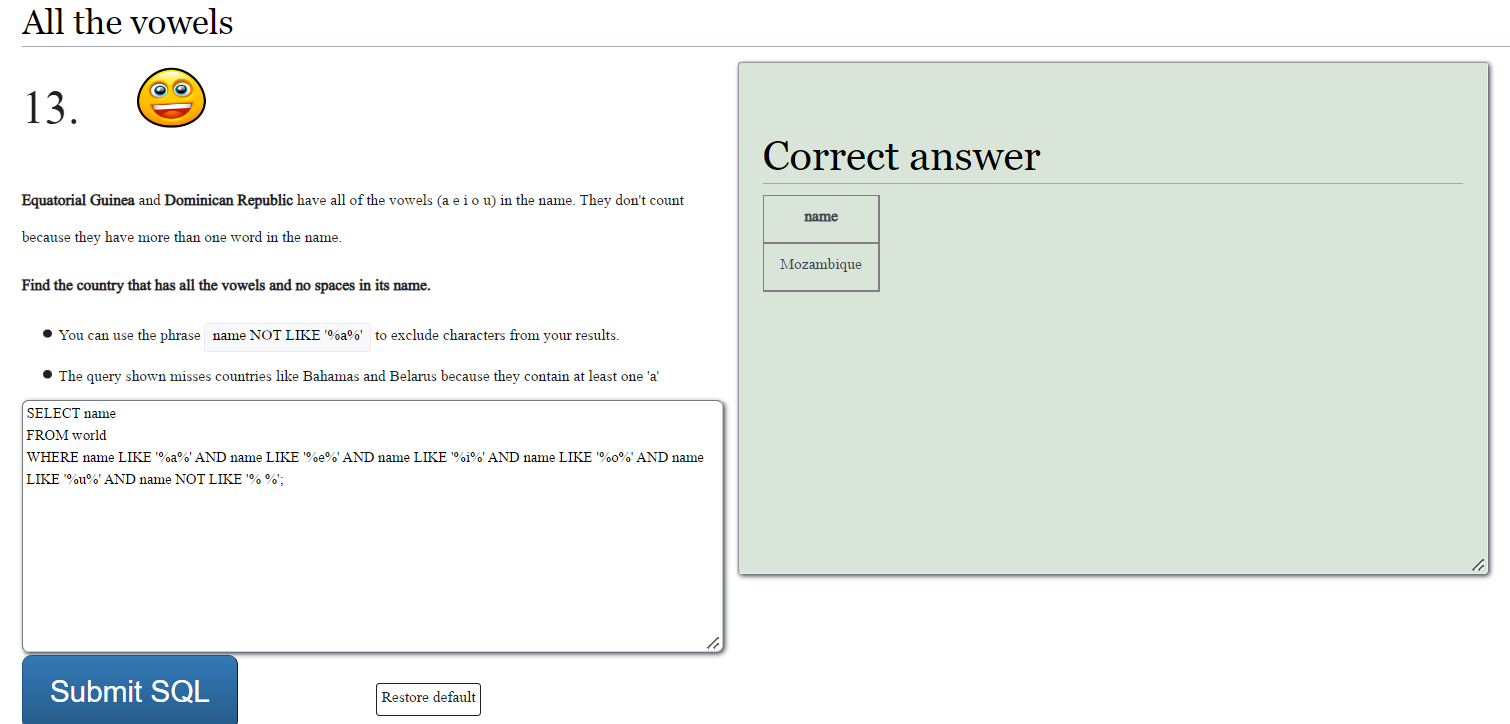 All the vowels
13.
Equatorial Guinea and Dominican Republic have all of the vowels (a e i o u) in the name. They don't count
because they have more than one word in the name.
Find the country that has all the vowels and no spaces in its name.
You can use the phrase name NOT LIKE '%a%' to exclude characters from your results.
The query shown misses countries like Bahamas and Belarus because they contain at least one 'a'
SELECT name
FROM world
WHERE name LIKE '%a%' AND name LIKE '%e%' AND name LIKE '%i%' AND name LIKE '%o%' AND name
LIKE '%u%' AND name NOT LIKE '% %';
Submit SQL
Restore default
Correct answer
name
Mozambique